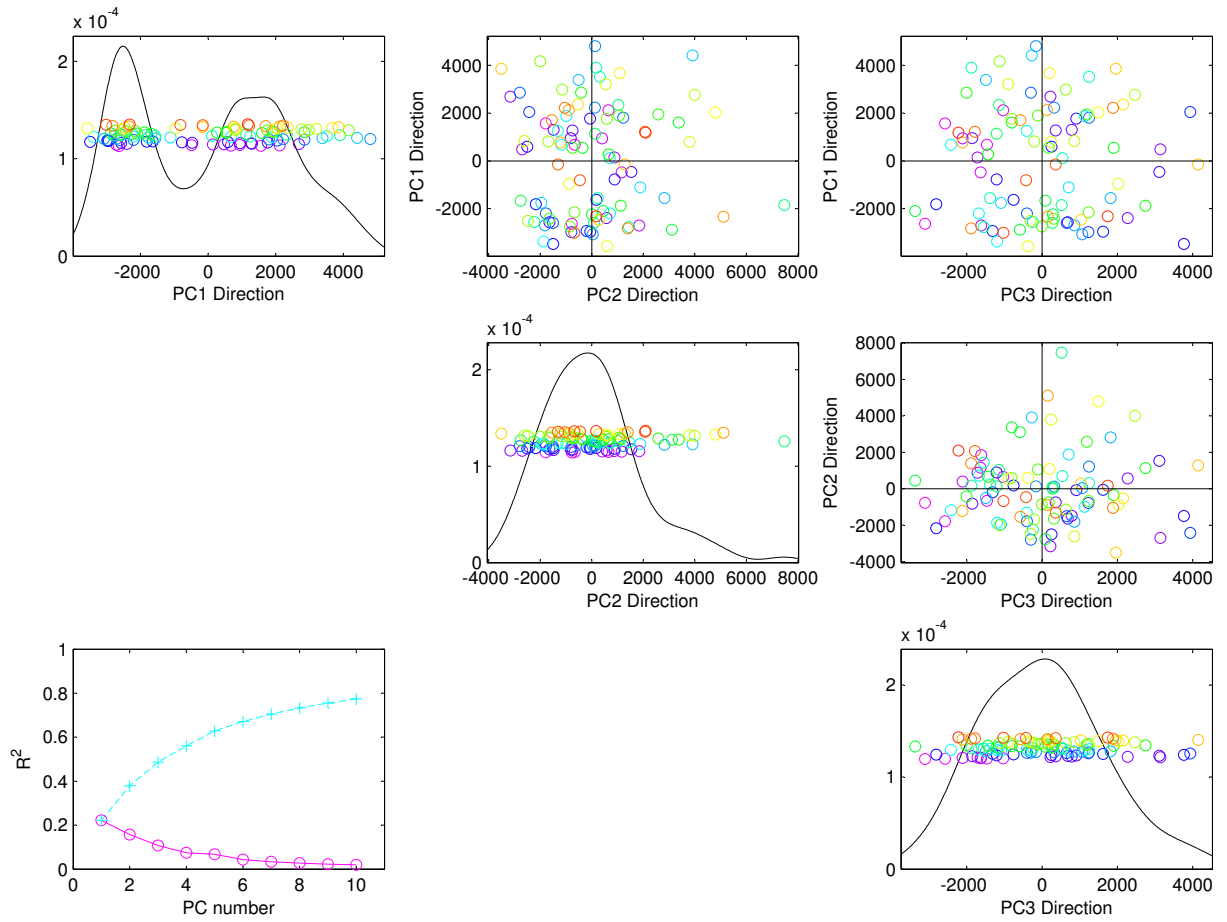 x 10-4
2
1
0
-2000 0 2000 4000
PC1 Direction
PC1 Direction
4000
2000
0
-2000
-4000 -2000 0 2000 4000 6000 8000
PC2 Direction
PC1 Direction
4000
2000
0
-2000
-2000 0 2000 4000
PC3 Direction
x 10-4
2
1
0
-4000 -2000 0 2000 4000 6000 8000
PC2 Direction
PC2 Direction
8000
6000
4000
2000
0
-2000
-4000
-2000 0 2000 4000
PC3 Direction
R2
1
0.8
0.6
0.4
0.2
0
0 2 4 6 8 10
PC number
x 10-4
2
1
0
-2000 0 2000 4000
PC3 Direction